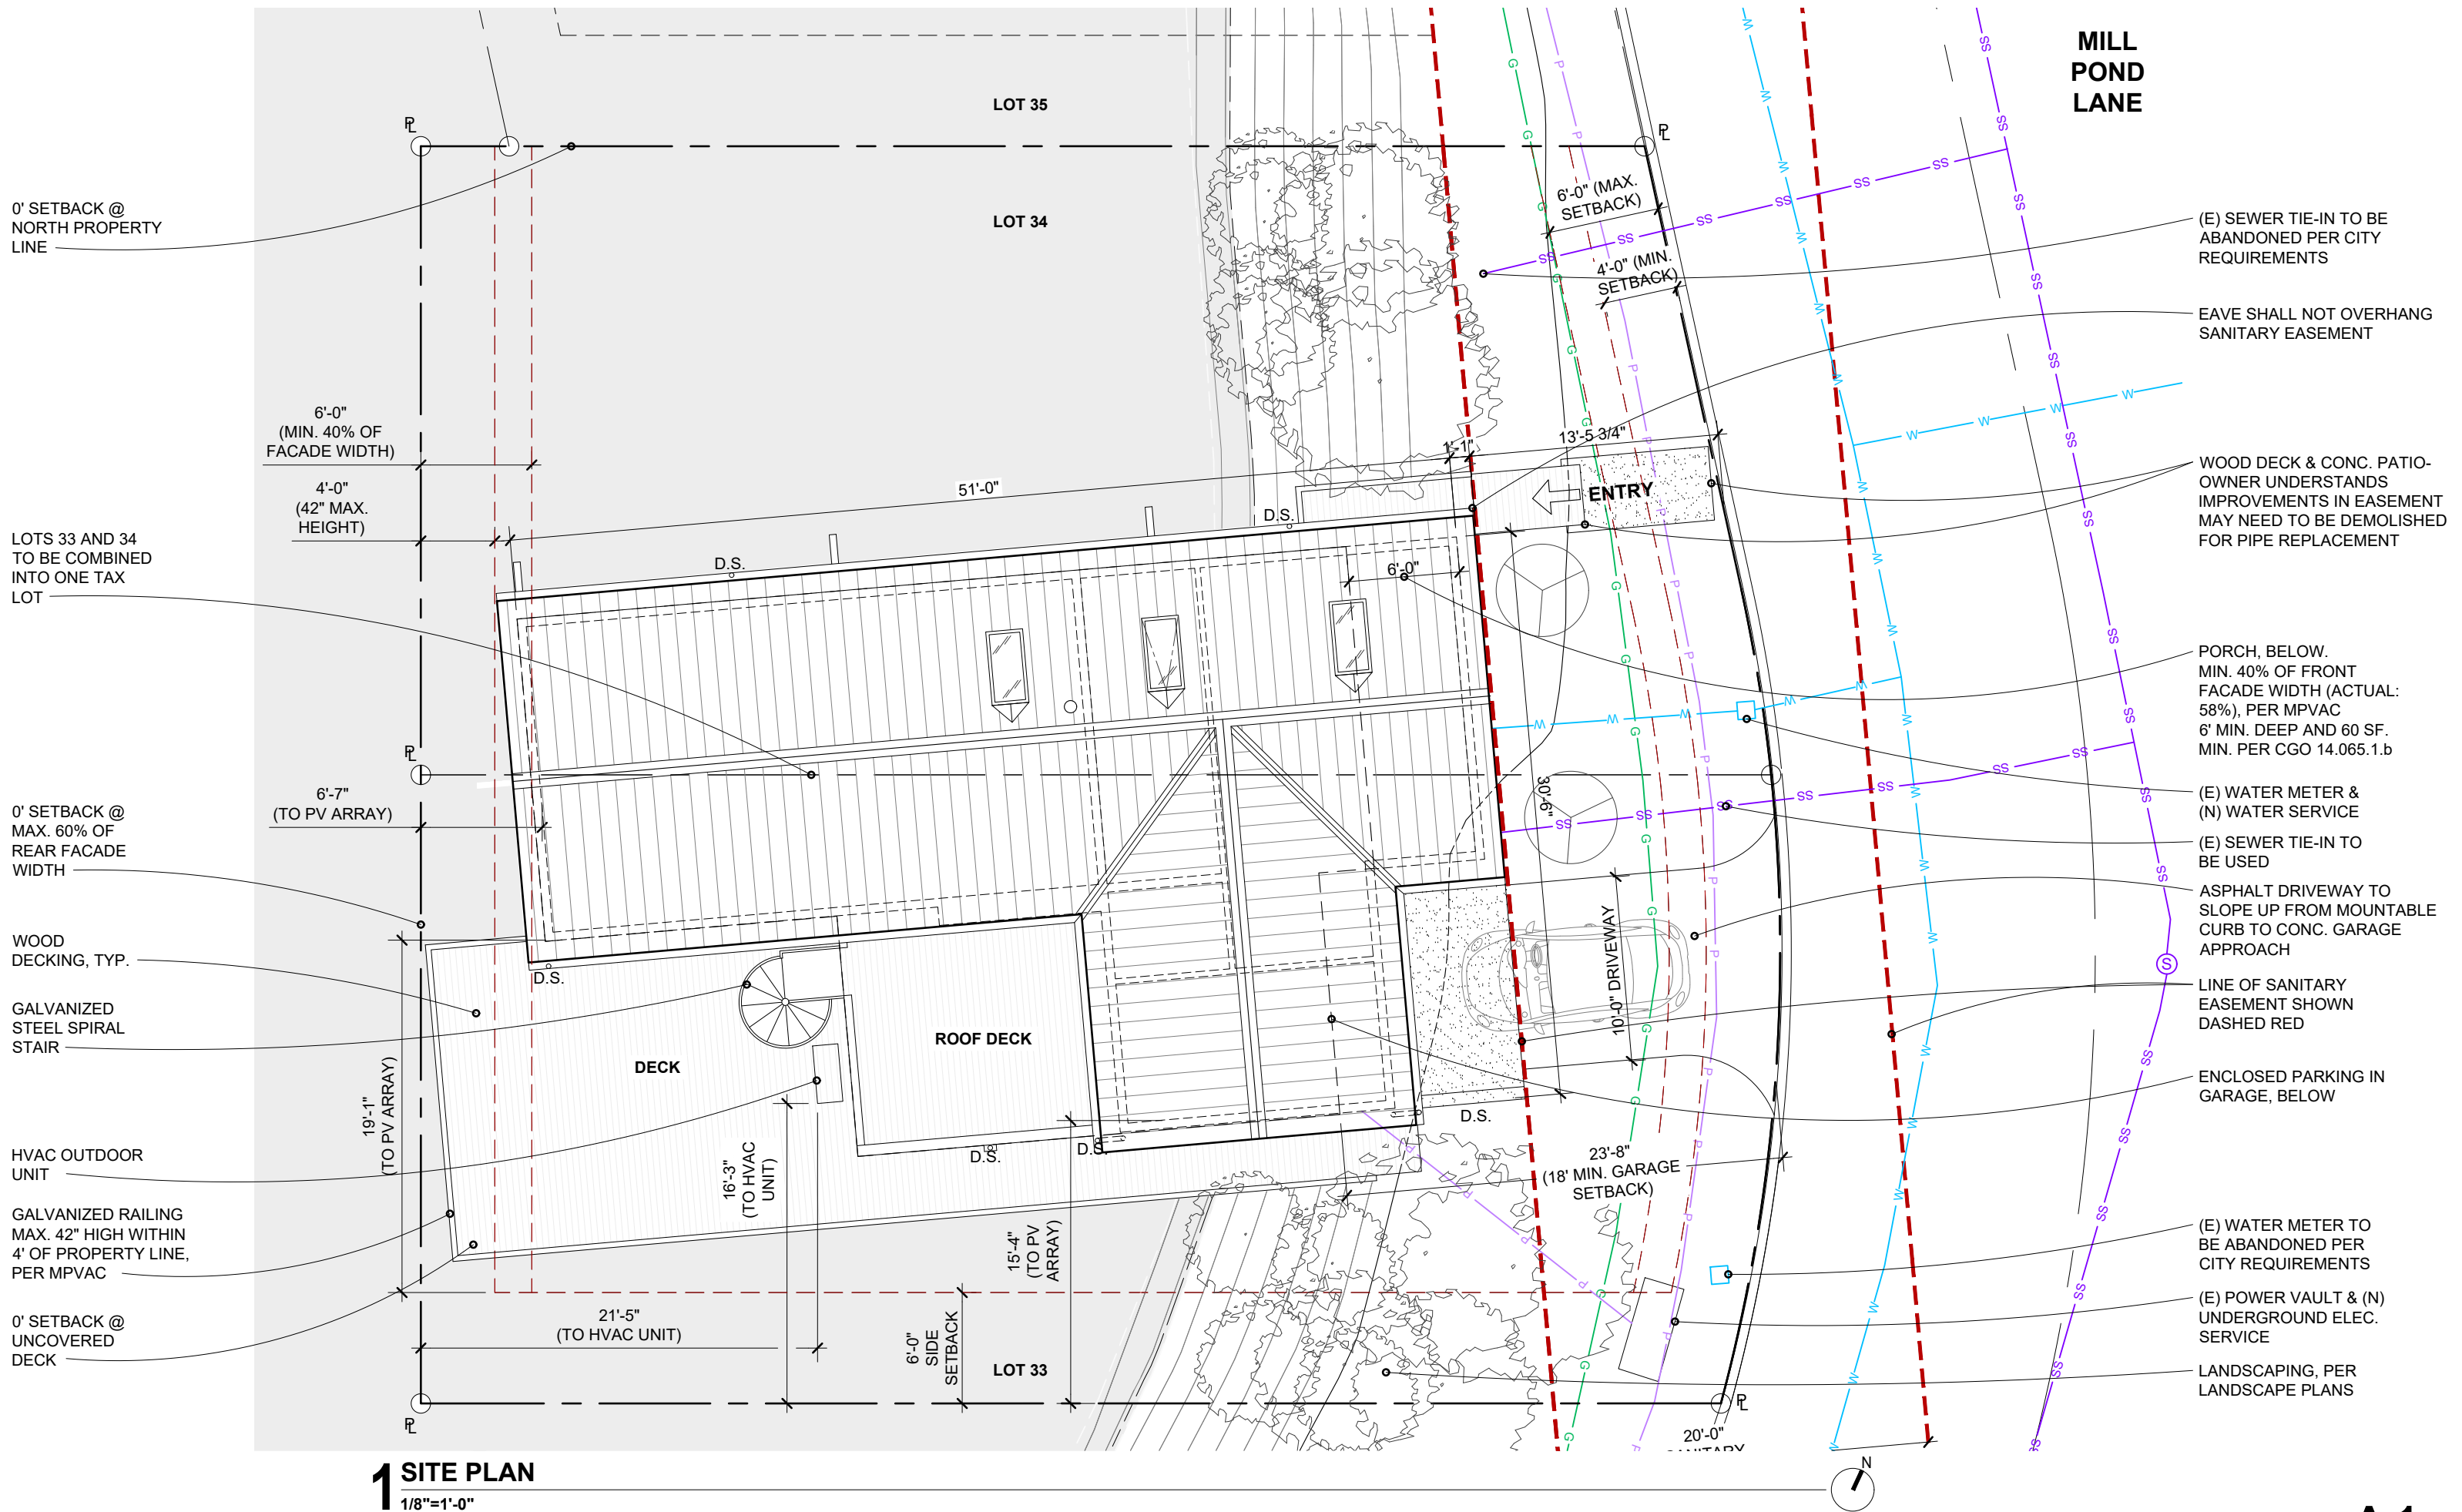 MILL
POND
LANE
LOT 35
PL
PL
0' SETBACK @
NORTH PROPERTY
LINE
LOT 34
6'-0" (MAX.
SETBACK)
4'-0" (MIN.
SETBACK)
(E) SEWER TIE-IN TO BE
ABANDONED PER CITY
REQUIREMENTS
EAVE SHALL NOT OVERHANG
SANITARY EASEMENT
6'-0"
(MIN. 40% OF
FACADE WIDTH)
4'-0"
(42" MAX.
HEIGHT)
51'-0"
1'-1"
13'-5 3/4"
ENTRY
D.S.
D.S.
6'-0"
WOOD DECK & CONC. PATIO-
OWNER UNDERSTANDS
IMPROVEMENTS IN EASEMENT
MAY NEED TO BE DEMOLISHED
FOR PIPE REPLACEMENT
LOTS 33 AND 34
TO BE COMBINED
INTO ONE TAX
LOT
PORCH, BELOW.
MIN. 40% OF FRONT
FACADE WIDTH (ACTUAL:
58%), PER MPVAC
6' MIN. DEEP AND 60 SF.
MIN. PER CGO 14.065.1.b
PL
6'-7"
(TO PV ARRAY)
30'-6"
(E) WATER METER &
(N) WATER SERVICE
(E) SEWER TIE-IN TO
BE USED
0' SETBACK @
MAX. 60% OF
REAR FACADE
WIDTH
ASPHALT DRIVEWAY TO
SLOPE UP FROM MOUNTABLE
CURB TO CONC. GARAGE
APPROACH
WOOD
DECKING, TYP.
D.S.
10'-0" DRIVEWAY
S
LINE OF SANITARY
EASEMENT SHOWN
DASHED RED
GALVANIZED
STEEL SPIRAL
STAIR
ROOF DECK
DECK
ENCLOSED PARKING IN
GARAGE, BELOW
19'-1"
(TO PV ARRAY)
D.S.
D.S.
D.S.
HVAC OUTDOOR
UNIT
16'-3"
(TO HVAC
UNIT)
23'-8"
(18' MIN. GARAGE
SETBACK)
GALVANIZED RAILING
MAX. 42" HIGH WITHIN
4' OF PROPERTY LINE,
PER MPVAC
15'-4"
(TO PV
ARRAY)
(E) WATER METER TO
BE ABANDONED PER
CITY REQUIREMENTS
(E) POWER VAULT & (N)
UNDERGROUND ELEC.
SERVICE
0' SETBACK @
UNCOVERED
DECK
21'-5"
(TO HVAC UNIT)
6'-0"
SIDE
SETBACK
LOT 33
LANDSCAPING, PER
LANDSCAPE PLANS
PL
PL
20'-0"
1 SITE PLAN
1/8"=1'-0"
N